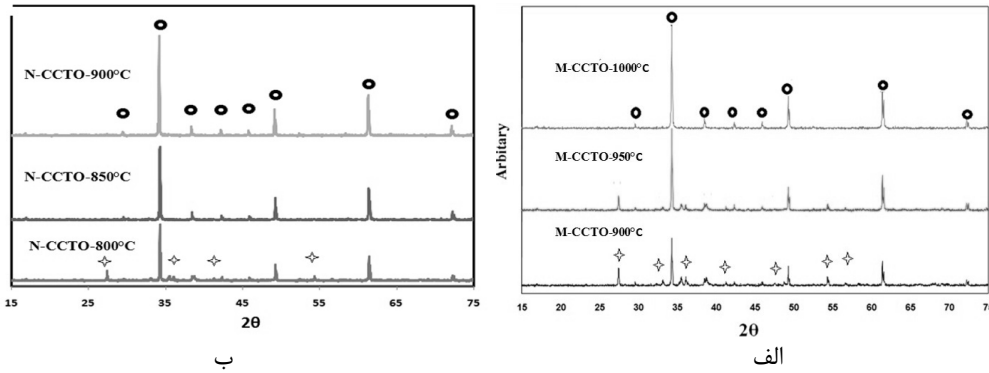 N-CCTO-900°C
N-CCTO-850°C
N-CCTO-800°C
15 25 35 45 55 65 75
2θ
ب
Arbitary
M-CCTO-1000°C
M-CCTO-950°C
M-CCTO-900°C
15 20 25 30 35 40 45 50 55 60 65 70 75
2θ
الف